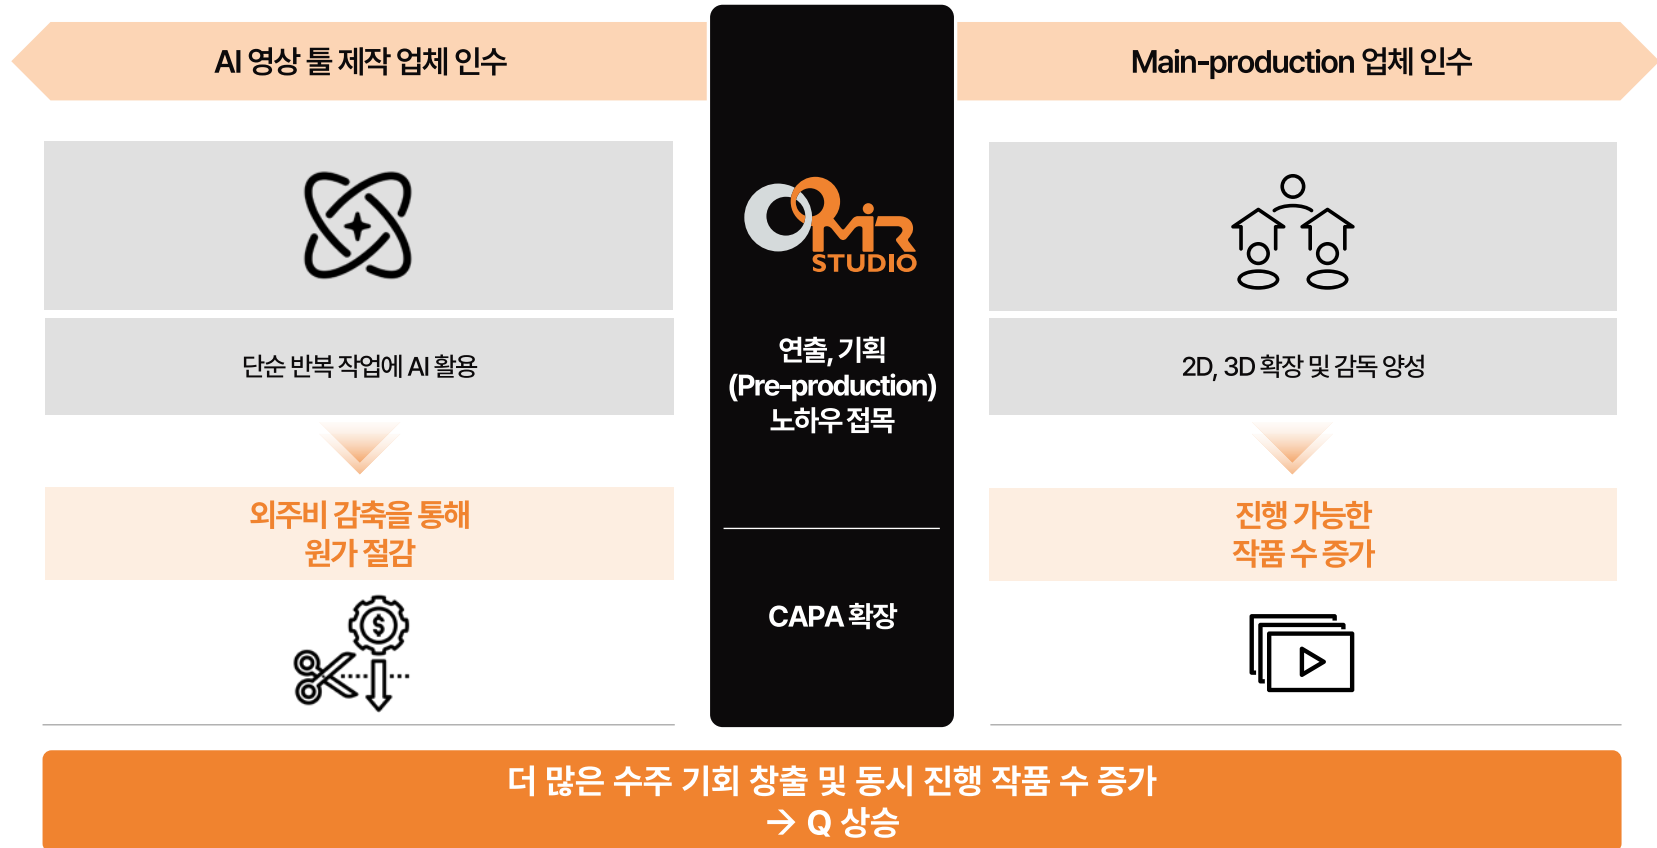 AI 영상 툴 제작 업체 인수
Main-production 업체 인수
MIR
STUDIO
단순 반복 작업에 AI 활용
연출, 기획
(Pre-production)
노하우 접목
2D, 3D 확장 및 감독 양성
외주비 감축을 통해
원가 절감
진행 가능한
작품 수 증가
$
CAPA 확장
더 많은 수주 기회 창출 및 동시 진행 작품 수 증가
→ Q 상승